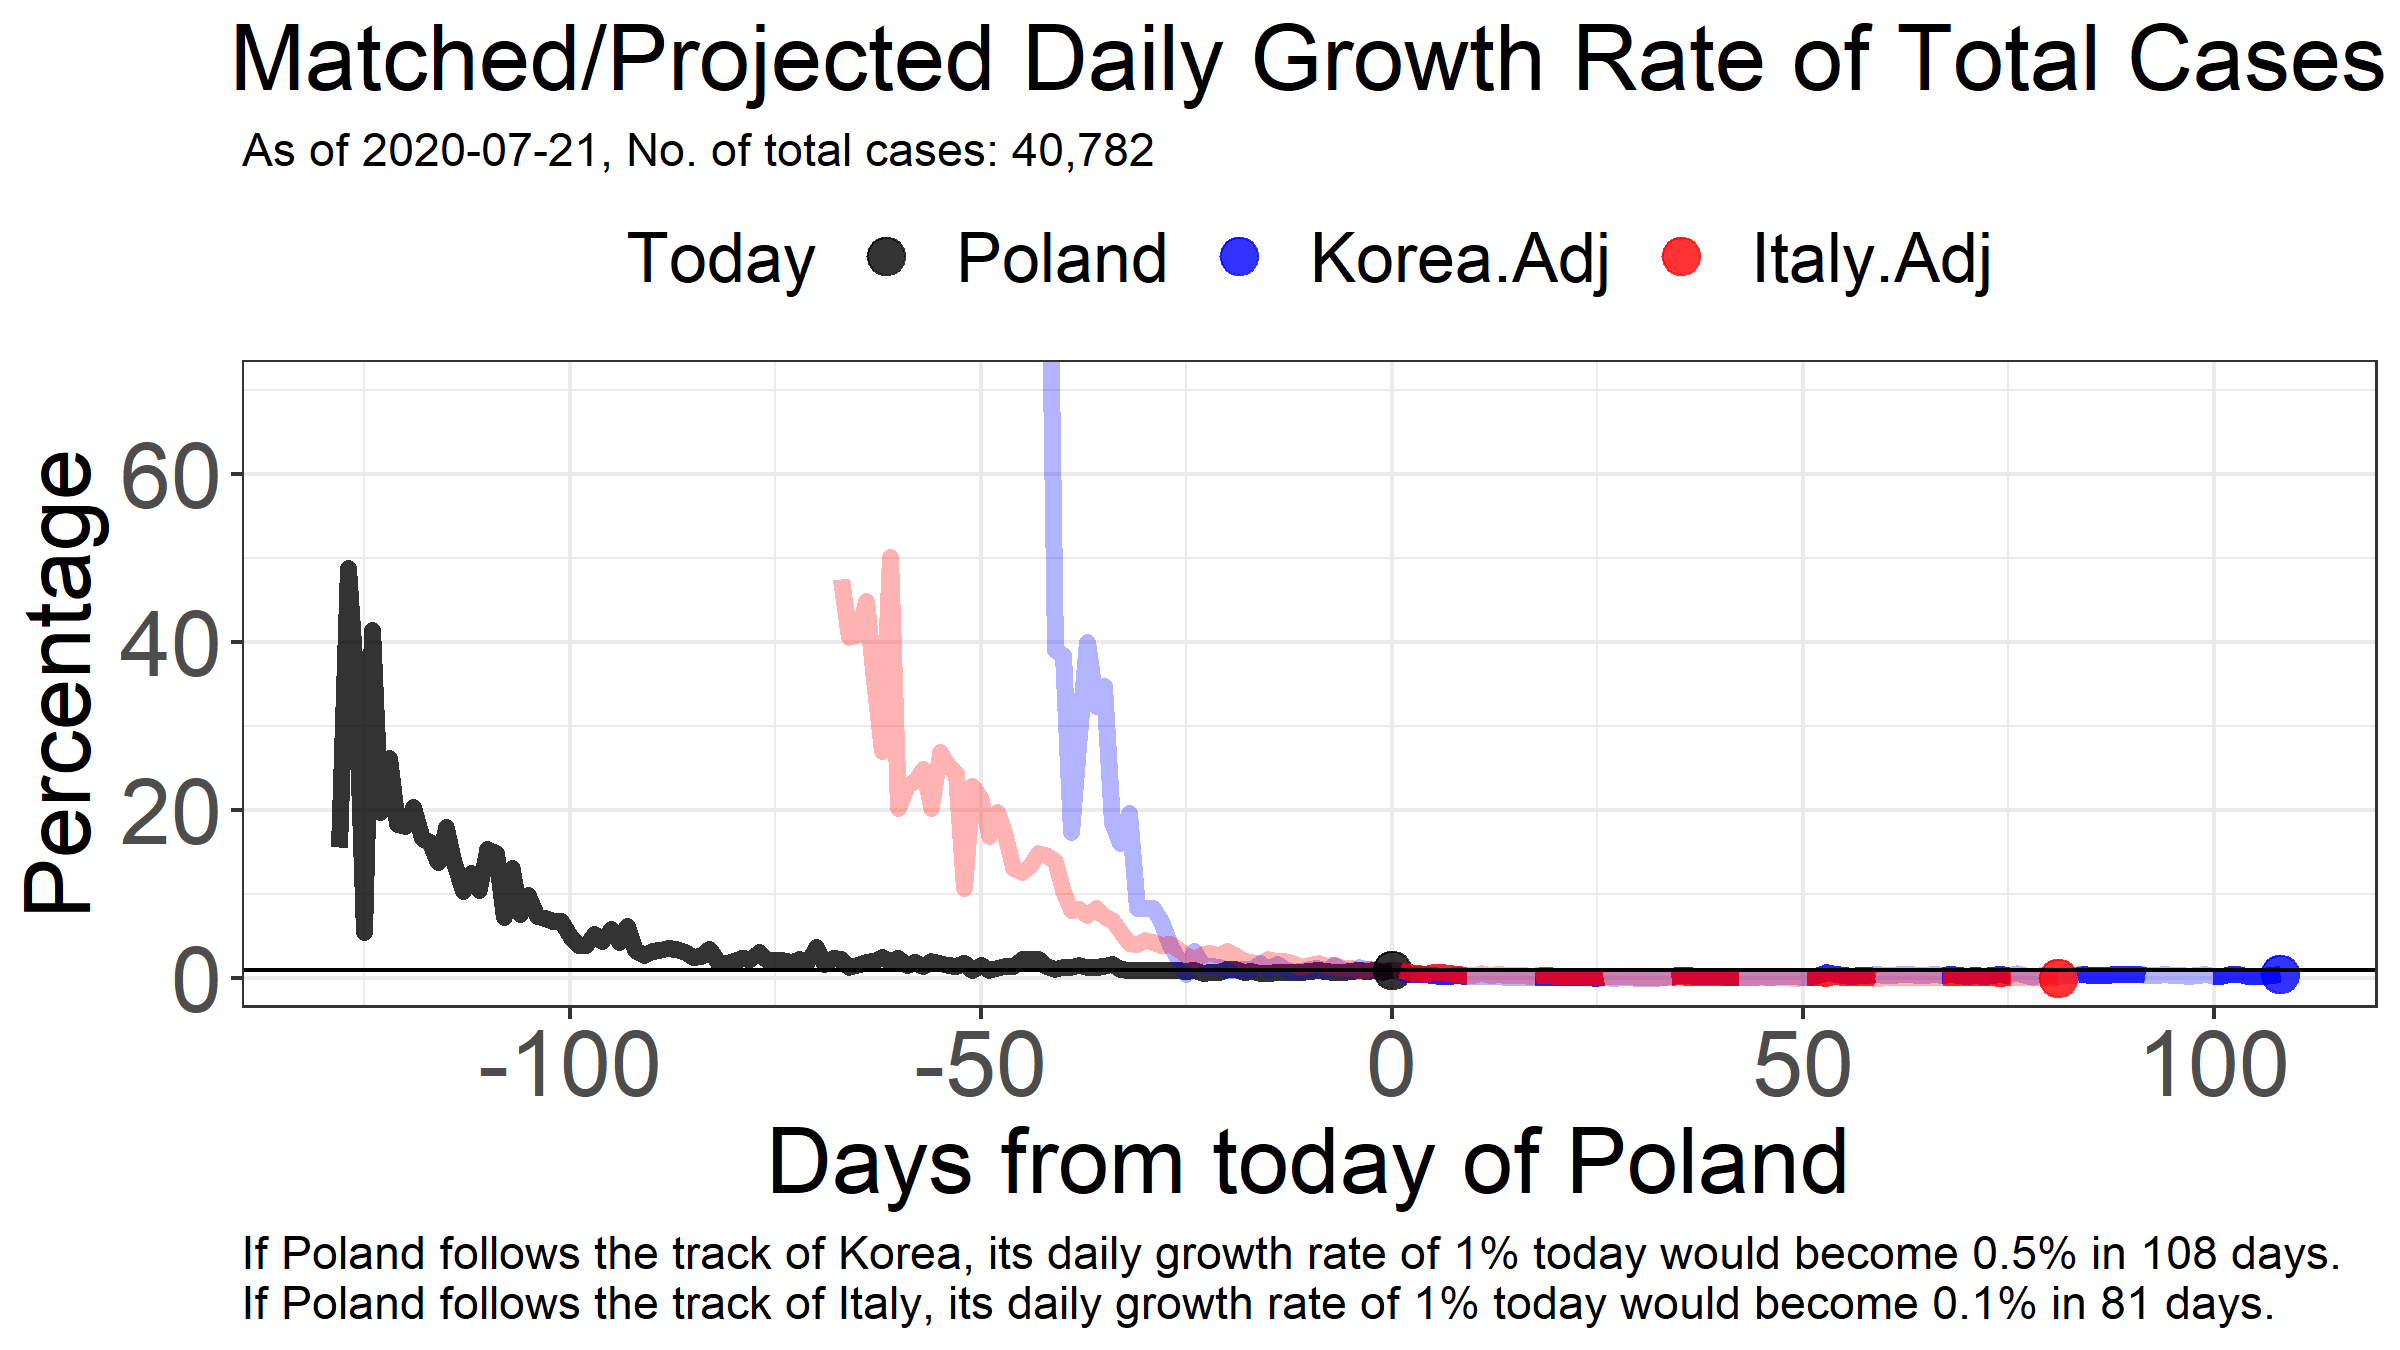 Matched/Projected Daily Growth Rate of Total Cases
As of 2020-07-21, No. of total cases: 40,782
Today Poland Korea.Adj Italy.Adj
Percentage
60
40
20
0
-100 -50 0 50 100
Days from today of Poland
If Poland follows the track of Korea, its daily growth rate of 1% today would become 0.5% in 108 days.
If Poland follows the track of Italy, its daily growth rate of 1% today would become 0.1% in 81 days.